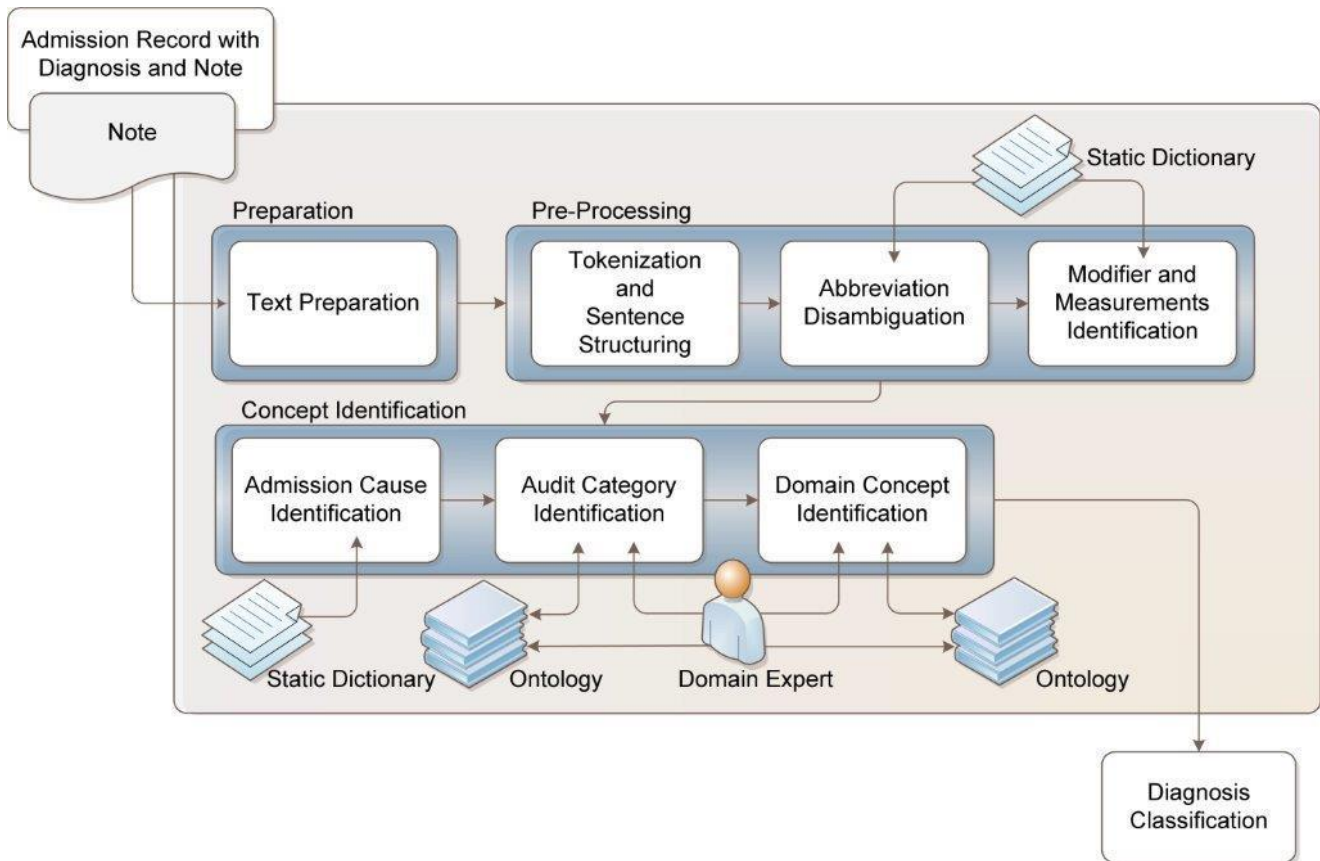 Admission Record with
Diagnosis and Note
Note
Static Dictionary
Preparation
Pre-Processing
Text Preparation
Tokenization
and
Sentence
Structuring
Abbreviation
Disambiguation
Modifier and
Measurements
Identification
Concept Identification
Admission Cause
Identification
Audit Category
Identification
Domain Concept
Identification
Static Dictionary
Ontology
Domain Expert
Ontology
Diagnosis
Classification